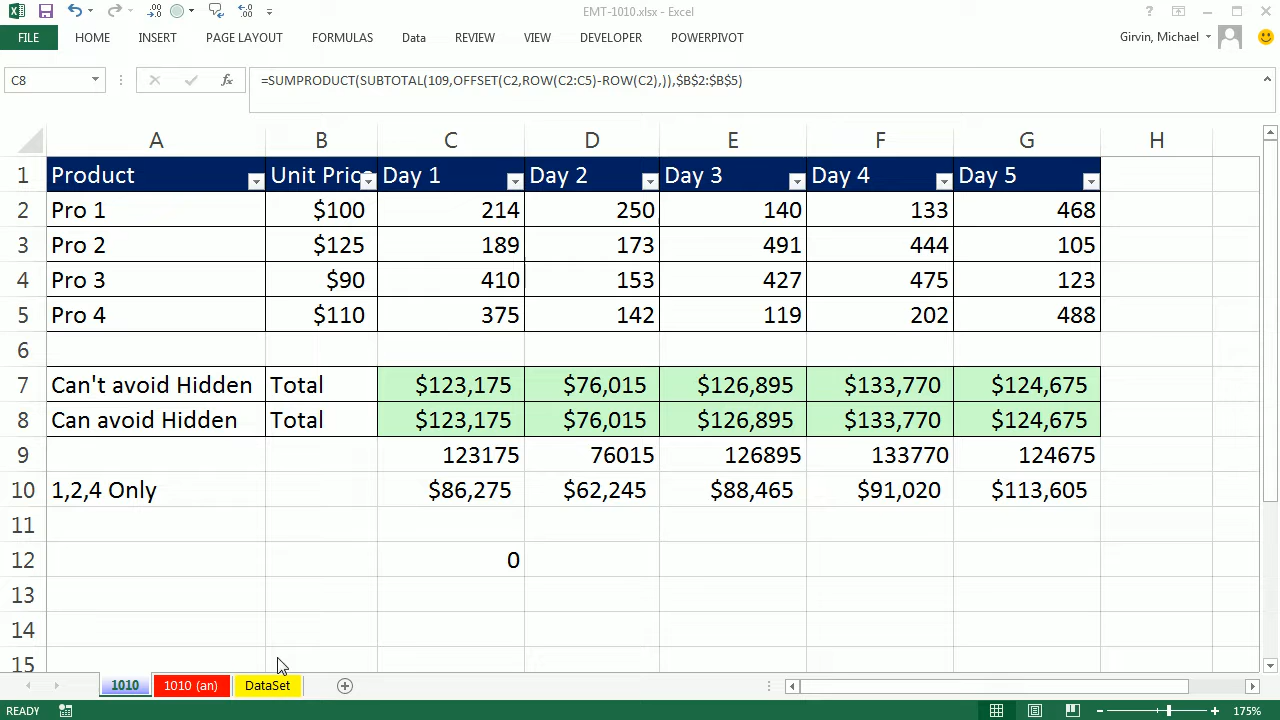 EMT-1010.xlsx - Excel
FILE HOME INSERT PAGE LAYOUT FORMULAS Data REVIEW VIEW DEVELOPER POWERPIVOT Girvin, Michael
C8 =SUMPRODUCT(SUBTOTAL(109,OFFSET(C2,ROW(C2:C5)-ROW(C2),)),$B$2:$B$5)
A B C D E F G H
1 Product Unit Price Day 1 Day 2 Day 3 Day 4 Day 5
2 Pro 1 $100 214 250 140 133 468
3 Pro 2 $125 189 173 491 444 105
4 Pro 3 $90 410 153 427 475 123
5 Pro 4 $110 375 142 119 202 488
6
7 Can't avoid Hidden Total $123,175 $76,015 $126,895 $133,770 $124,675
8 Can avoid Hidden Total $123,175 $76,015 $126,895 $133,770 $124,675
9 123175 76015 126895 133770 124675
10 1,2,4 Only $86,275 $62,245 $88,465 $91,020 $113,605
11
12 0
13
14
15
1010 1010 (an) DataSet
READY 175%